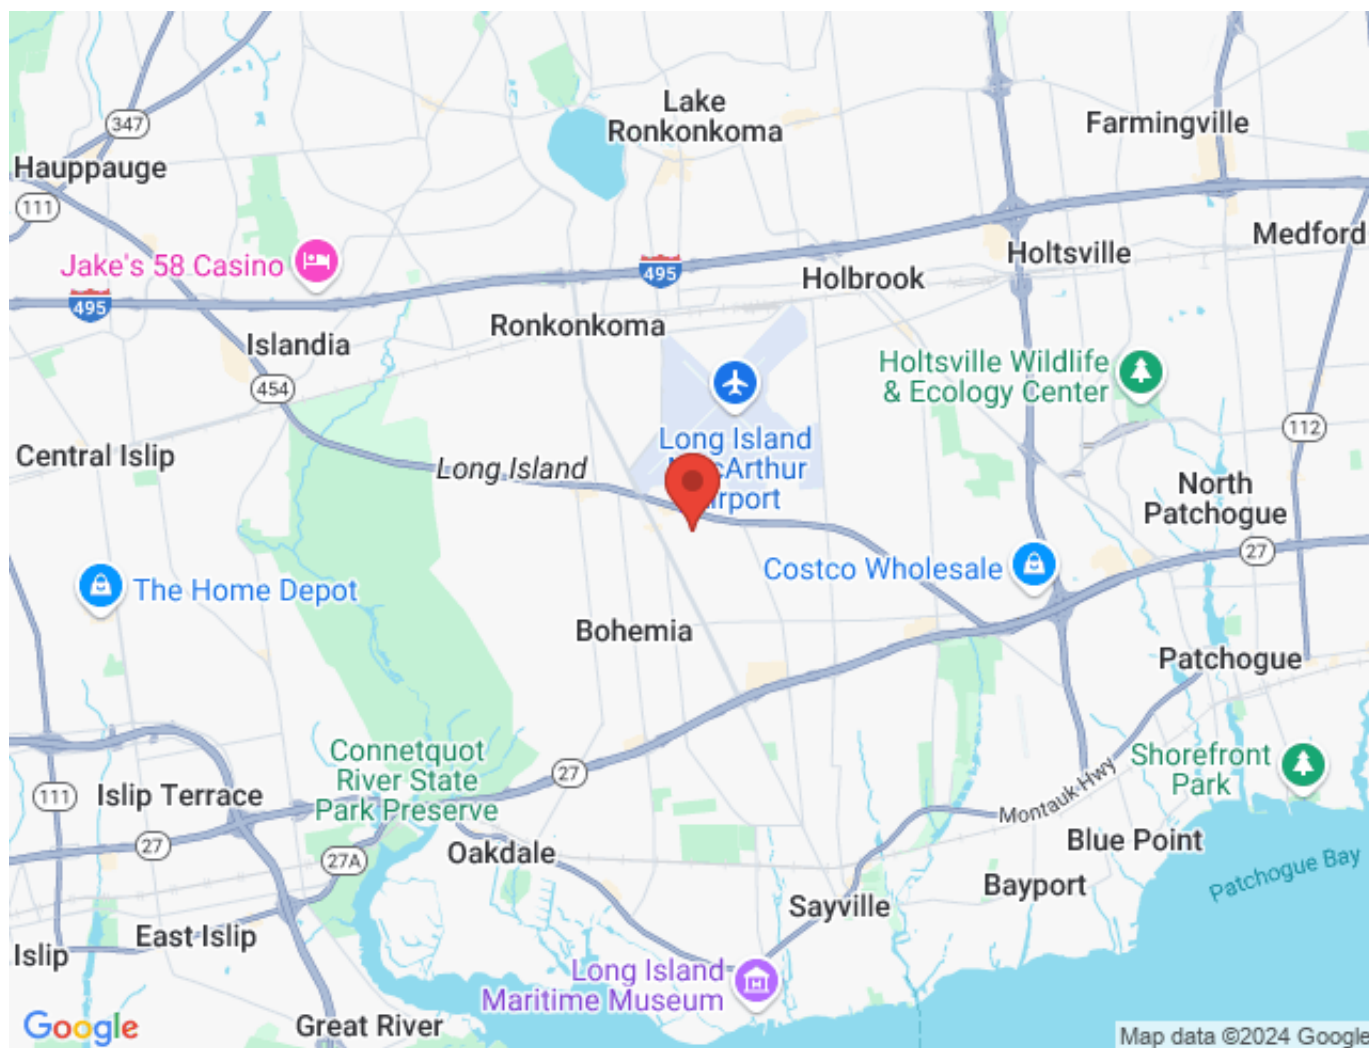 Lake
Ronkonkoma
347
Farmingville
Hauppauge
111
Medford
Jake's 58 Casino
495
Holtsville
Holbrook
495
Ronkonkoma
Islandia
Holtsville Wildlife
& Ecology Center
454
112
Long Island
Airport
Central Islip
Long Island
North
Patchogue
27
Costco Wholesale
The Home Depot
Bohemia
Patchogue
Connetquot
River State
Park Preserve
27
Shorefront
Park
111
Islip Terrace
Montauk Hwy
27
27A
Oakdale
Blue Point
Patchogue Bay
Bayport
Sayville
East Islip
Islip
Long Island
Maritime Museum
Great River
Google
Map data ©2024 Google